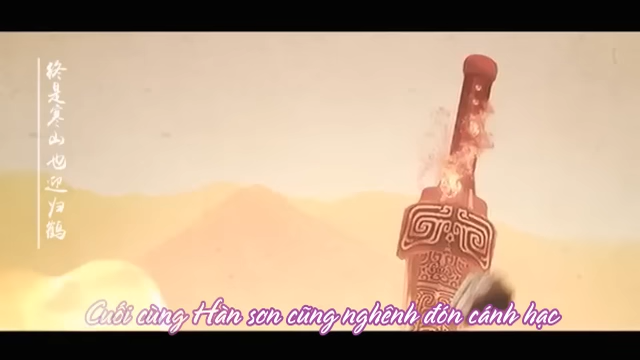 终是寒山也迎归鹤
Cuối cùng Hàn sơn cũng nghênh đón cánh hạc